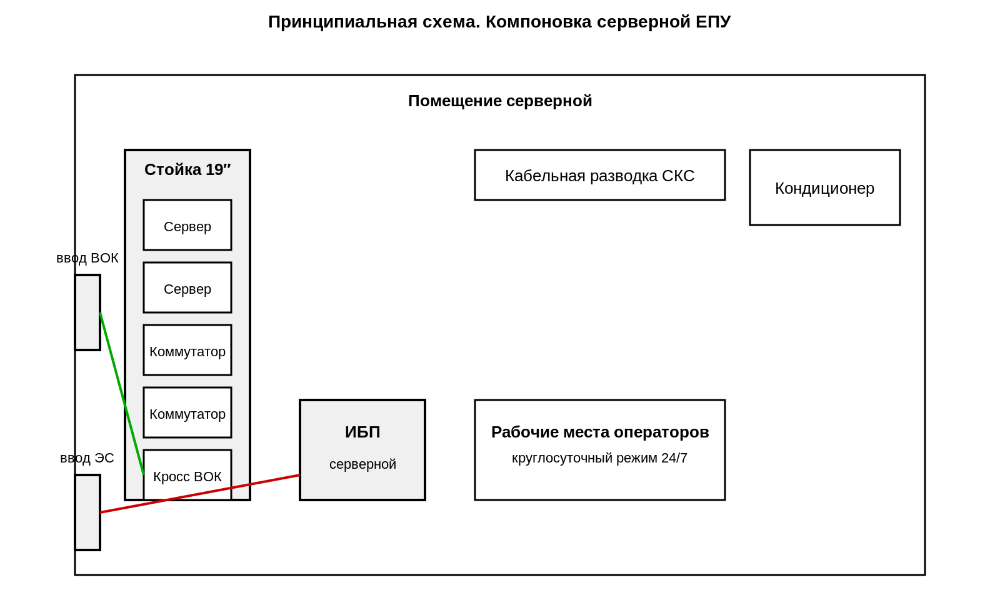 Принципиальная схема. Компоновка серверной ЕПУ
Помещение серверной
Стойка 19″
Сервер
Сервер
Коммутатор
Коммутатор
Кросс ВОК
ввод ВОК
ввод ЭС
ИБП
серверной
Кабельная разводка СКС
Кондиционер
Рабочие места операторов
круглосуточный режим 24/7